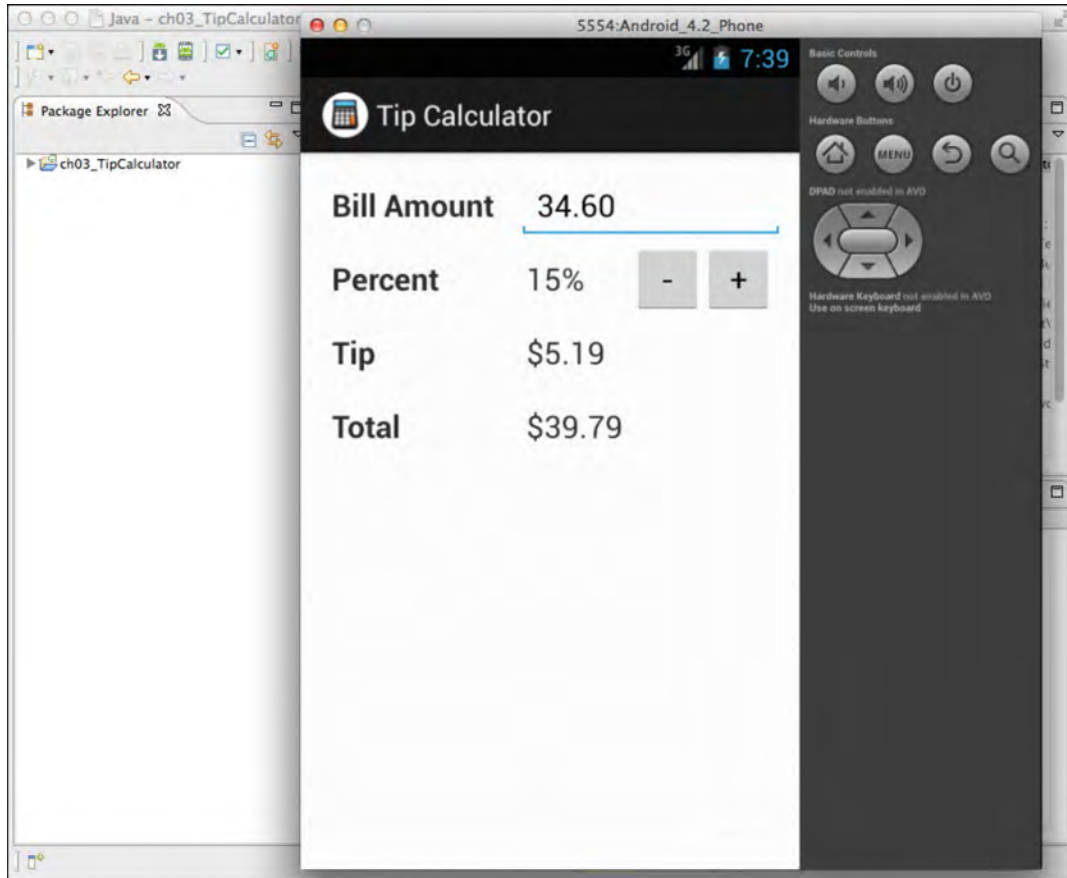 Java – ch03_TipCalculator
5554:Android_4.2_Phone
Package Explorer
ch03_TipCalculator
3G 7:39
Tip Calculator
Bill Amount 34.60
Percent 15% - +
Tip $5.19
Total $39.79
Basic Controls
Hardware Buttons
MENU
DPAD not enabled in AVD
Hardware Keyboard not enabled in AVD
Use on screen keyboard